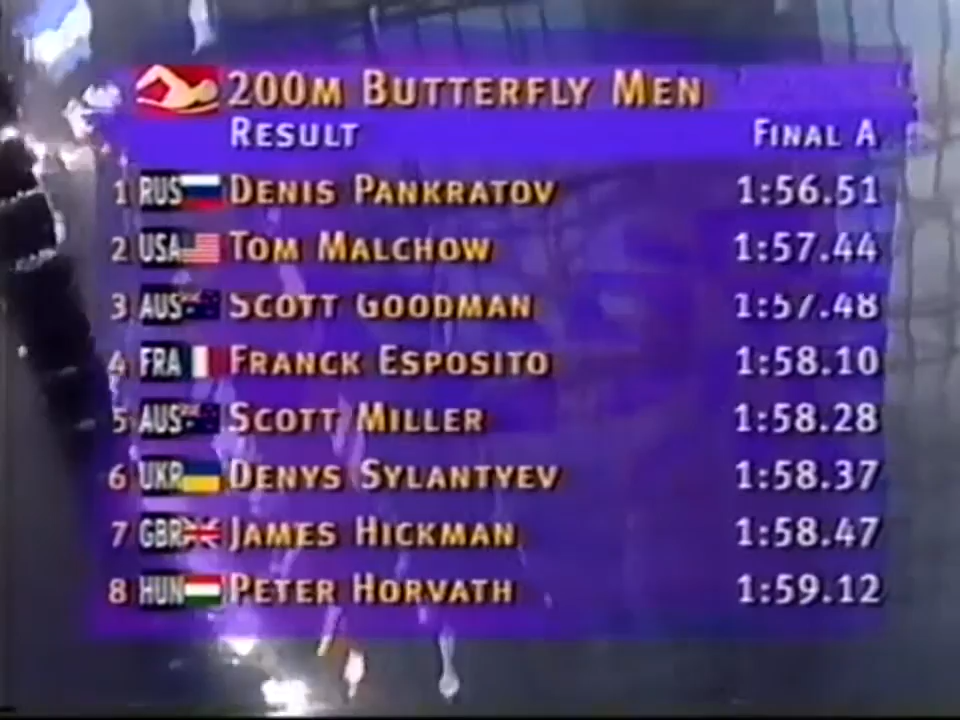 200M BUTTERFLY MEN
RESULT FINAL A
1 RUS DENIS PANKRATOV 1:56.51
2 USA TOM MALCHOW 1:57.44
3 AUS SCOTT GOODMAN 1:57.48
4 FRA FRANCK ESPOSITO 1:58.10
5 AUS SCOTT MILLER 1:58.28
6 UKR DENYS SYLANTYEV 1:58.37
7 GBR JAMES HICKMAN 1:58.47
8 HUN PETER HORVATH 1:59.12